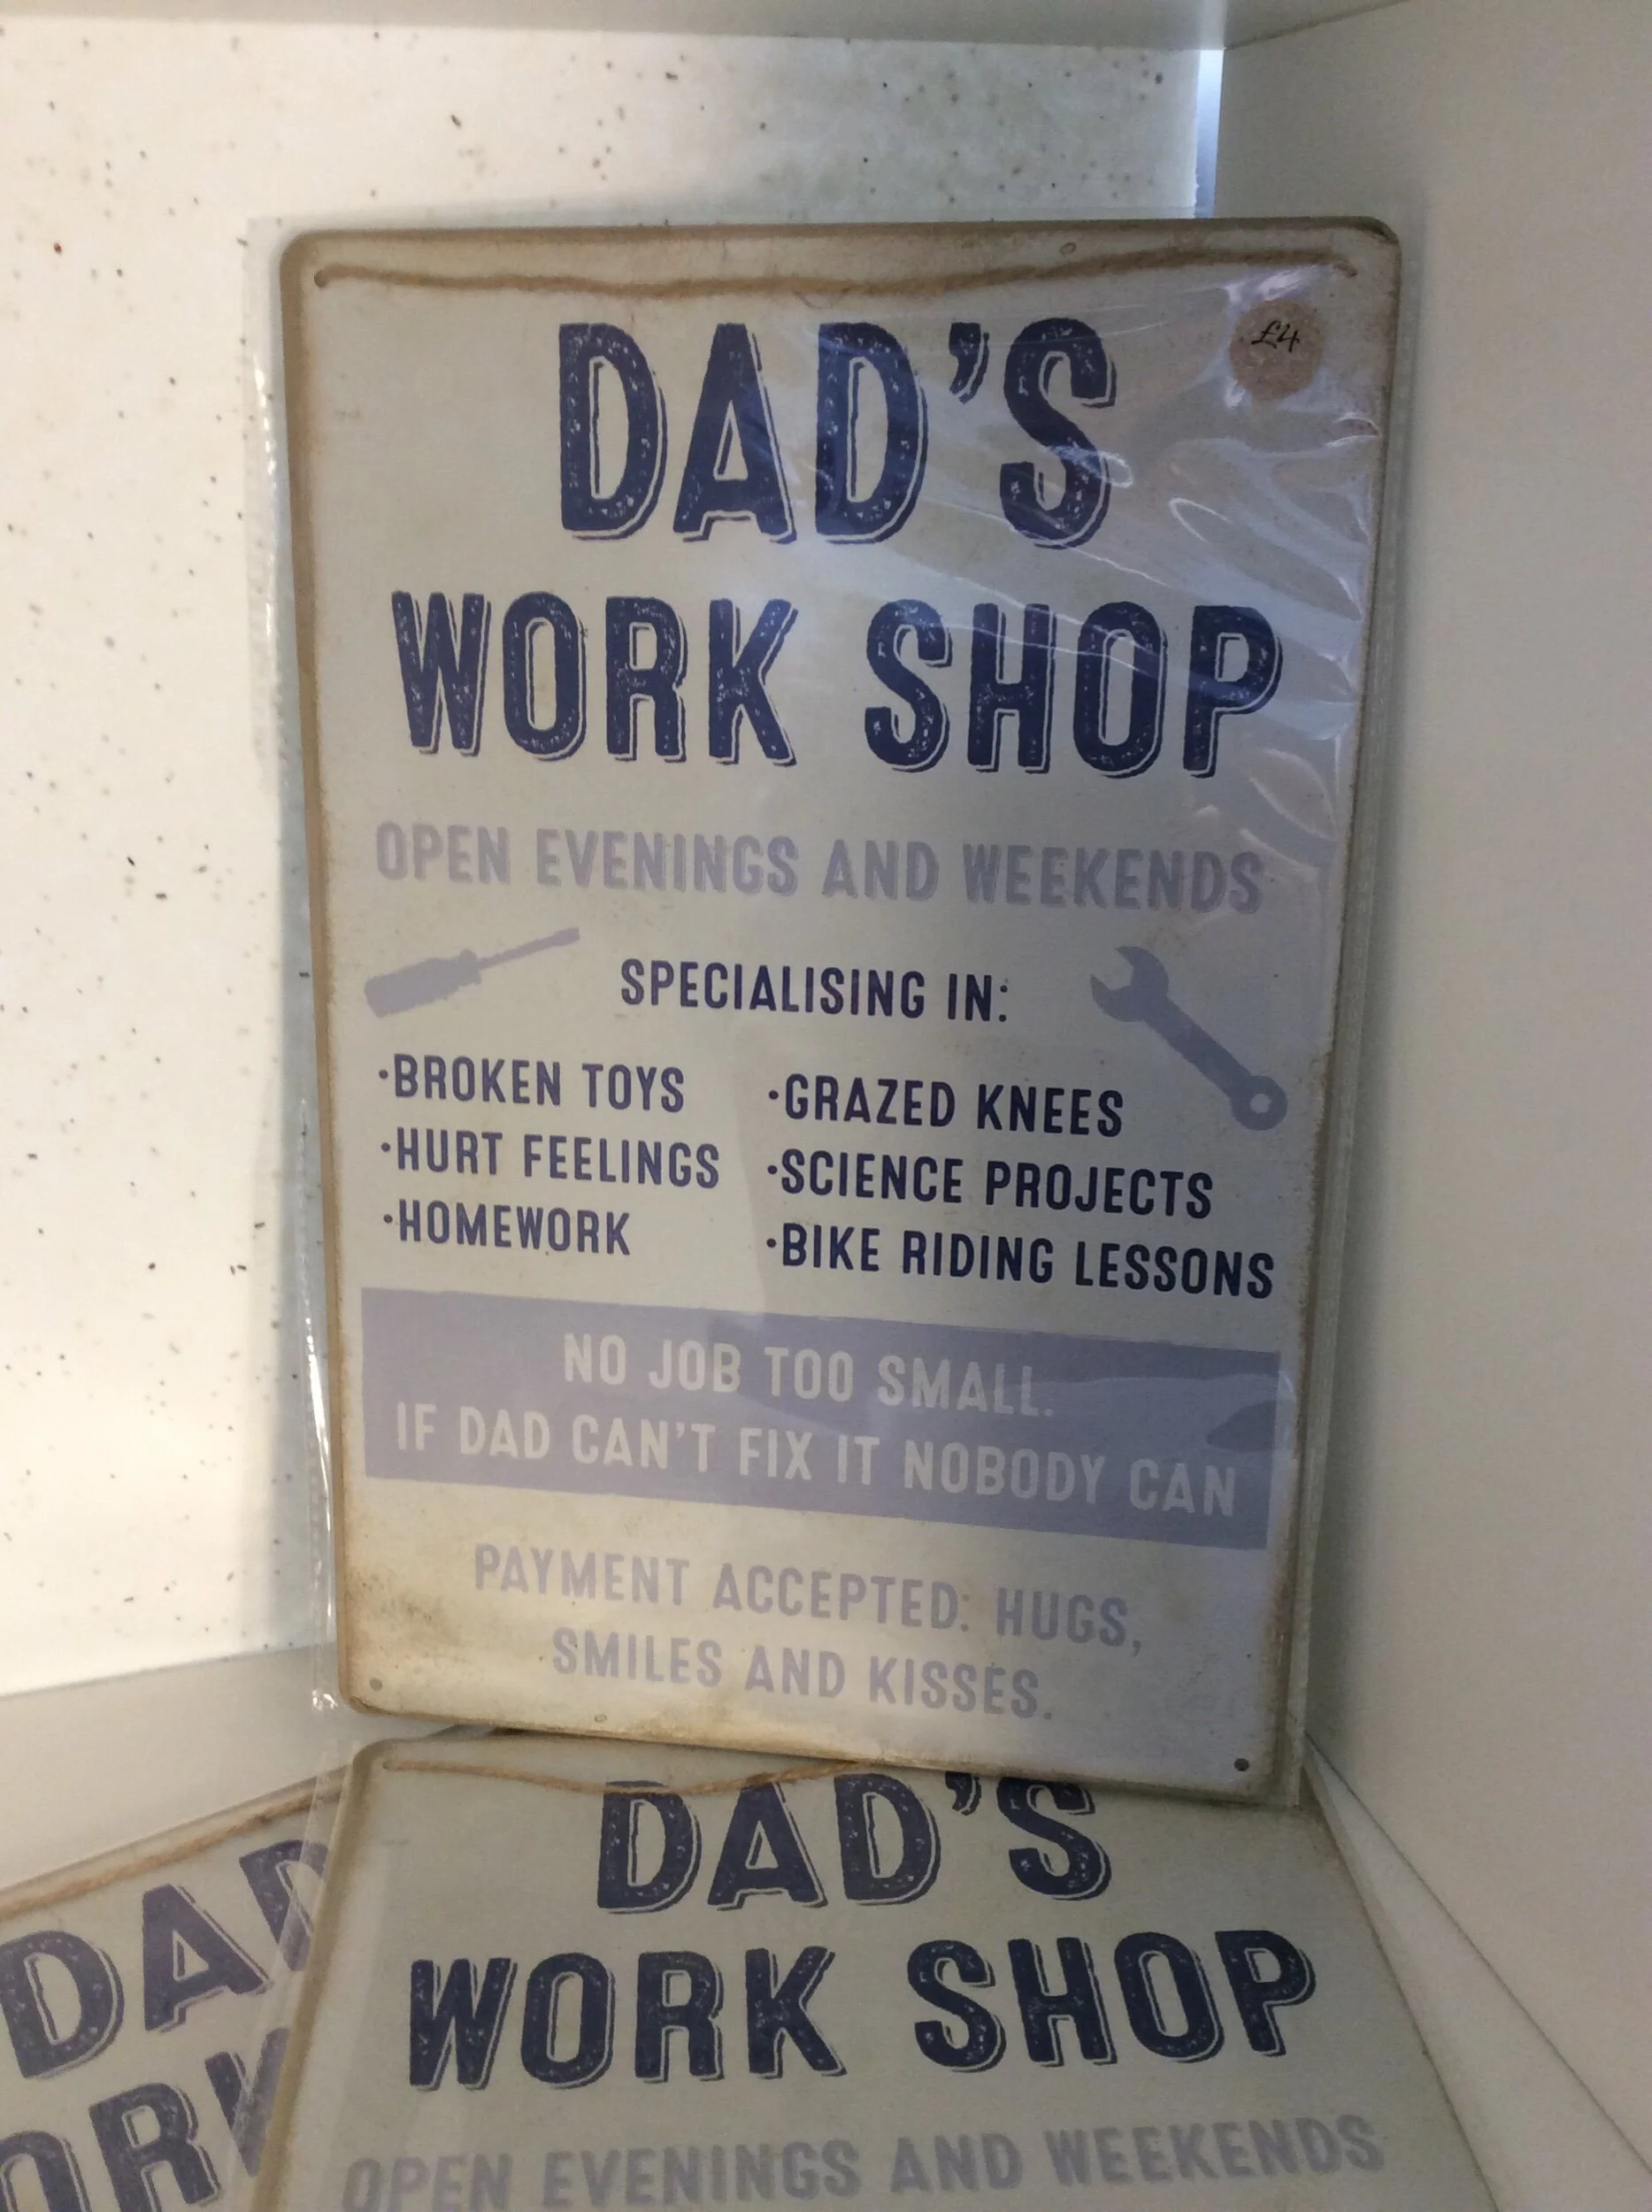 £4
DAD'S
WORK SHOP
OPEN EVENINGS AND WEEKENDS
SPECIALISING IN:
·BROKEN TOYS
·HURT FEELINGS
·HOMEWORK
·GRAZED KNEES
·SCIENCE PROJECTS
·BIKE RIDING LESSONS
NO JOB TOO SMALL.
IF DAD CAN'T FIX IT NOBODY CAN
PAYMENT ACCEPTED: HUGS,
SMILES AND KISSES.
DAD'S
WORK SHOP
OPEN EVENINGS AND WEEKENDS
DAD
ORK